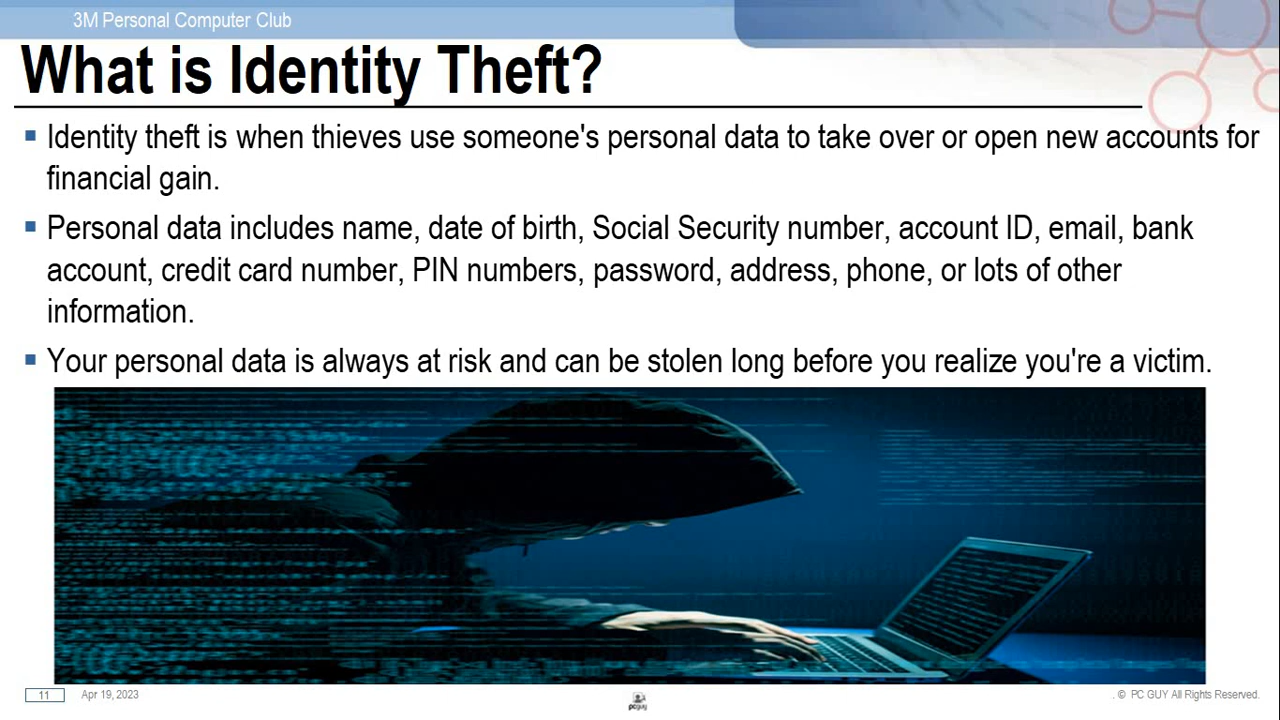 3M Personal Computer Club
What is Identity Theft?
Identity theft is when thieves use someone's personal data to take over or open new accounts for
financial gain.
Personal data includes name, date of birth, Social Security number, account ID, email, bank
account, credit card number, PIN numbers, password, address, phone, or lots of other
information.
Your personal data is always at risk and can be stolen long before you realize you're a victim.
11
Apr 19, 2023
pcguy
. © PC GUY All Rights Reserved.